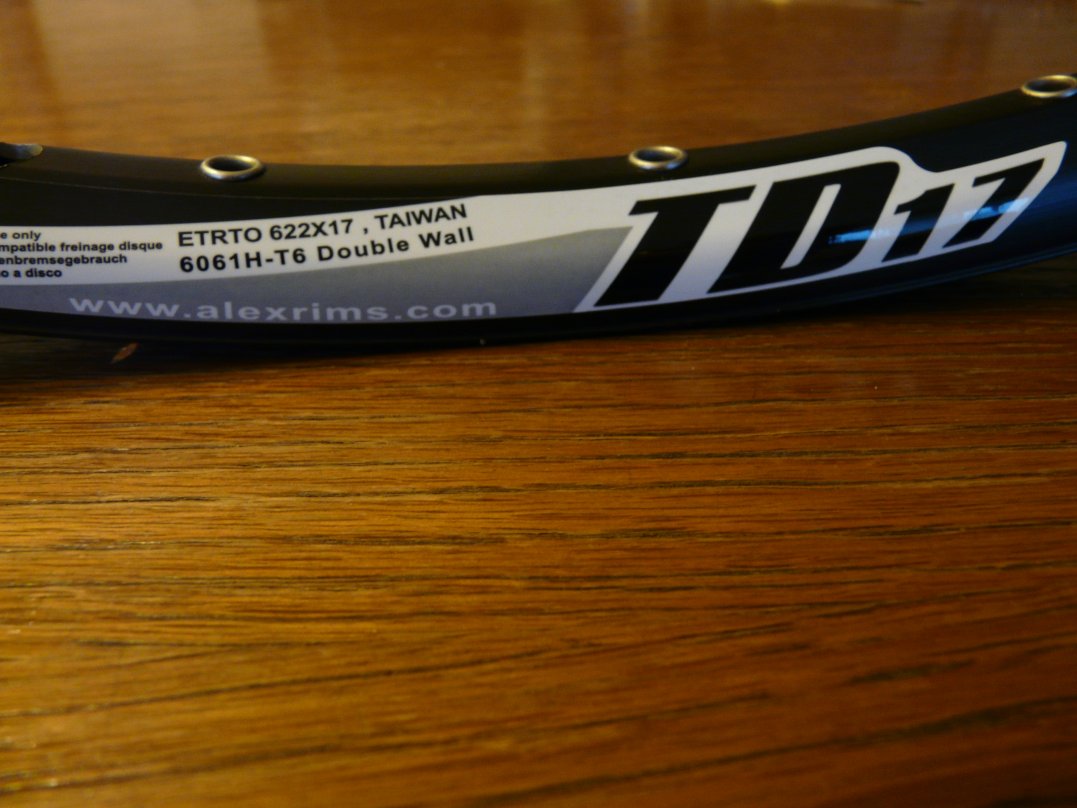 e only
mpatible freinage disque
enbremsegebrauch
o a disco
ETRTO 622X17 , TAIWAN
6061H-T6 Double Wall
www.alexrims.com
TD17